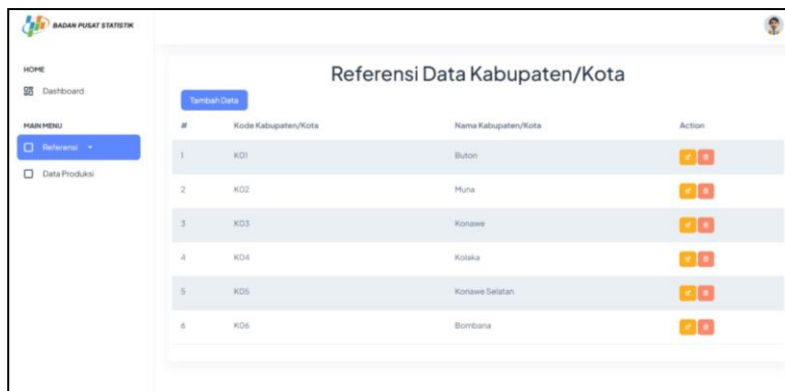 BADAN PUSAT STATISTIK
HOME
Dashboard
MAIN MENU
Referensi
Data Produksi
Referensi Data Kabupaten/Kota
Tambah Data
# Kode Kabupaten/Kota Nama Kabupaten/Kota Action
1 K01 Buton
2 K02 Muna
3 K03 Konawe
4 K04 Kolaka
5 K05 Konawe Selatan
6 K06 Bombana